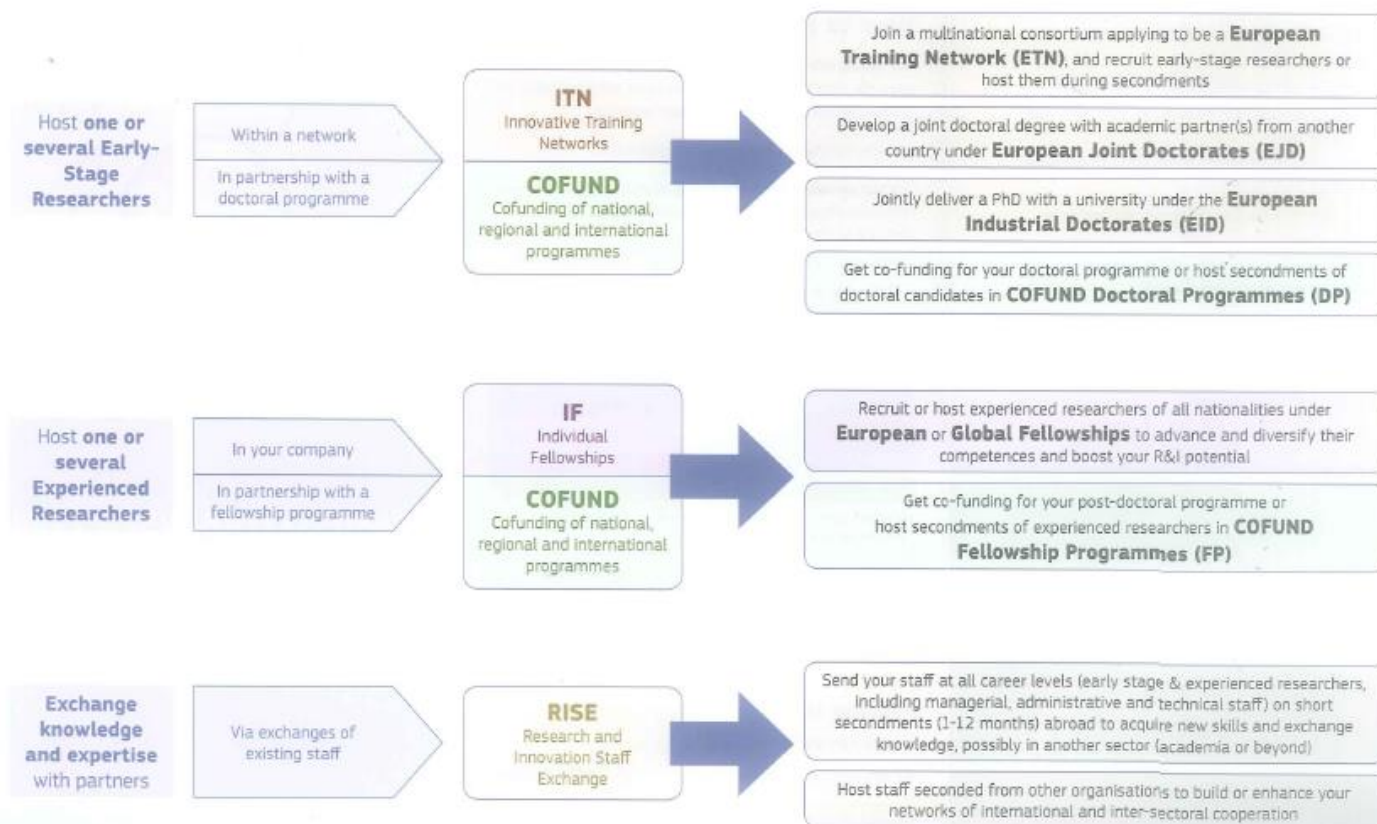 Host one or
several Early-
Stage
Researchers
Within a network
In partnership with a
doctoral programme
ITN
Innovative Training
Networks
COFUND
Cofunding of national,
regional and international
programmes
Join a multinational consortium applying to be a European
Training Network (ETN), and recruit early-stage researchers or
host them during secondments
Develop a joint doctoral degree with academic partner(s) from another
country under European Joint Doctorates (EJD)
Jointly deliver a PhD with a university under the European
Industrial Doctorates (EID)
Get co-funding for your doctoral programme or host secondments of
doctoral candidates in COFUND Doctoral Programmes (DP)
Host one or
several
Experienced
Researchers
In your company
In partnership with a
fellowship programme
IF
Individual
Fellowships
COFUND
Cofunding of national,
regional and international
programmes
Recruit or host experienced researchers of all nationalities under
European or Global Fellowships to advance and diversify their
competences and boost your R&I potential
Get co-funding for your post-doctoral programme or
host secondments of experienced researchers in COFUND
Fellowship Programmes (FP)
Exchange
knowledge
and expertise
with partners
Via exchanges of
existing staff
RISE
Research and
Innovation Staff
Exchange
Send your staff at all career levels (early stage & experienced researchers,
including managerial, administrative and technical staff) on short
secondments (1-12 months) abroad to acquire new skills and exchange
knowledge, possibly in another sector (academia or beyond)
Host staff seconded from other organisations to build or enhance your
networks of international and inter-sectoral cooperation